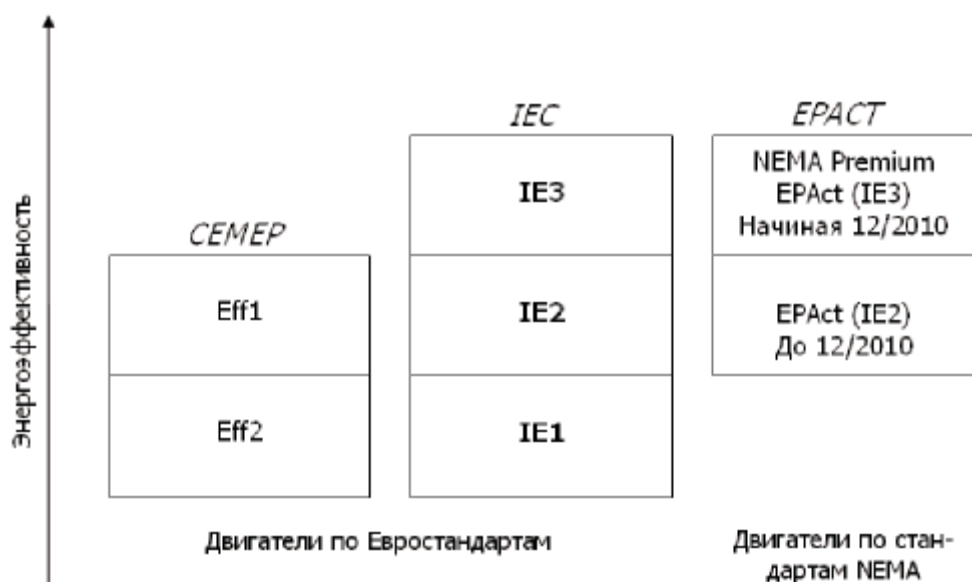 Энергоэффективность
CEMEP
Eff1
Eff2
IEC
IE3
IE2
IE1
EPACT
NEMA Premium
EPAct (IE3)
Начиная 12/2010
EPAct (IE2)
До 12/2010
Двигатели по Евростандартам
Двигатели по стан-
дартам NEMA